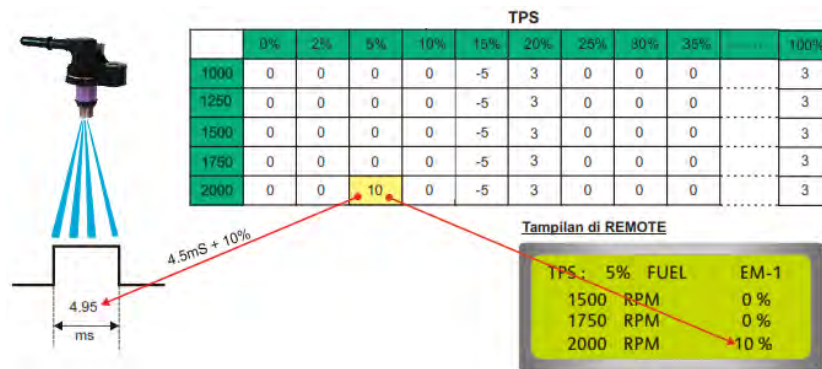 TPS
0% 2% 5% 10% 15% 20% 25% 30% 35% ........ 100%
1000 0 0 0 0 -5 3 0 0 0 ........ 3
1250 0 0 0 0 -5 3 0 0 0 ........ 3
1500 0 0 0 0 -5 3 0 0 0 ........ 3
1750 0 0 0 0 -5 3 0 0 0 ........ 3
2000 0 0 10 0 -5 3 0 0 0 ........ 3
4.5mS + 10%
4.95
ms
Tampilan di REMOTE
TPS : 5% FUEL EM-1
1500 RPM 0 %
1750 RPM 0 %
2000 RPM 10 %